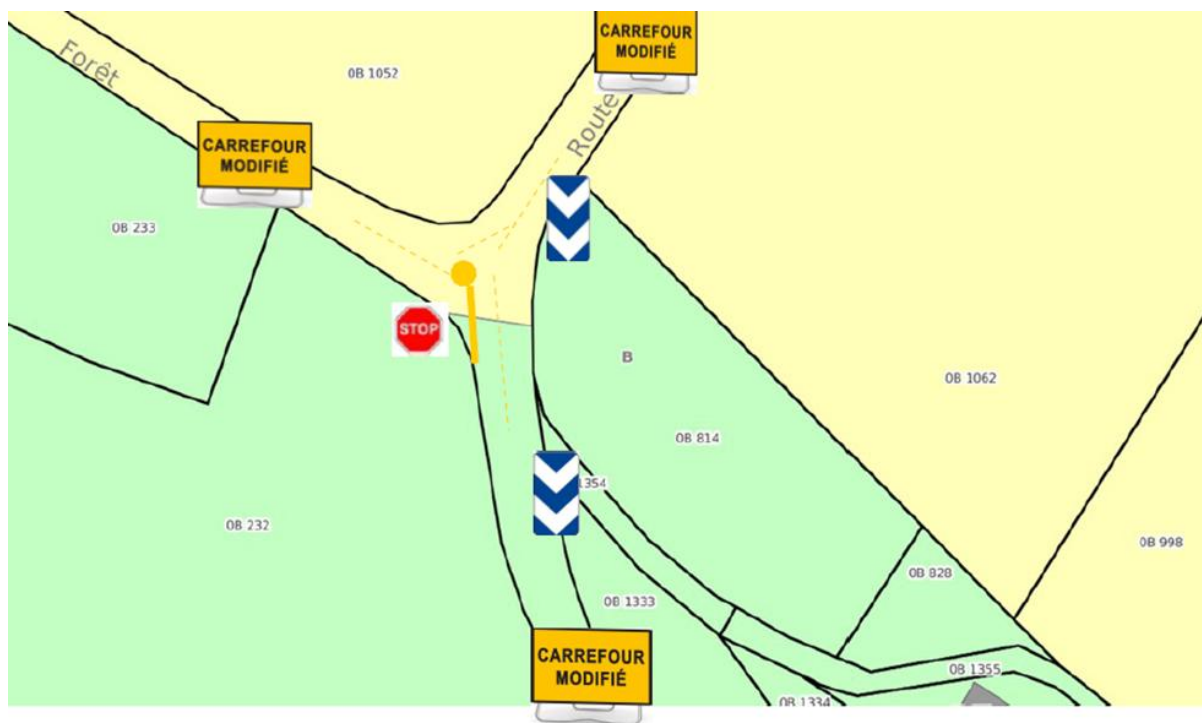 CARREFOUR
MODIFIÉ
Forêt
0B 1052
Route
CARREFOUR
MODIFIÉ
0B 233
STOP
B
0B 1062
0B 814
1354
0B 232
0B 998
0B 828
0B 1333
CARREFOUR
MODIFIÉ
0B 1355
0B 1334